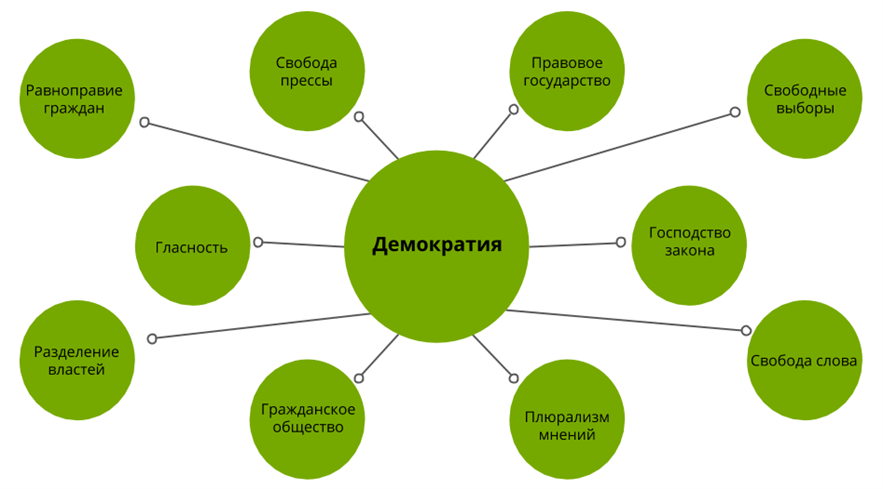 Свобода
прессы
Правовое
государство
Равноправие
граждан
Свободные
выборы
Гласность
Демократия
Господство
закона
Разделение
властей
Свобода слова
Гражданское
общество
Плюрализм
мнений